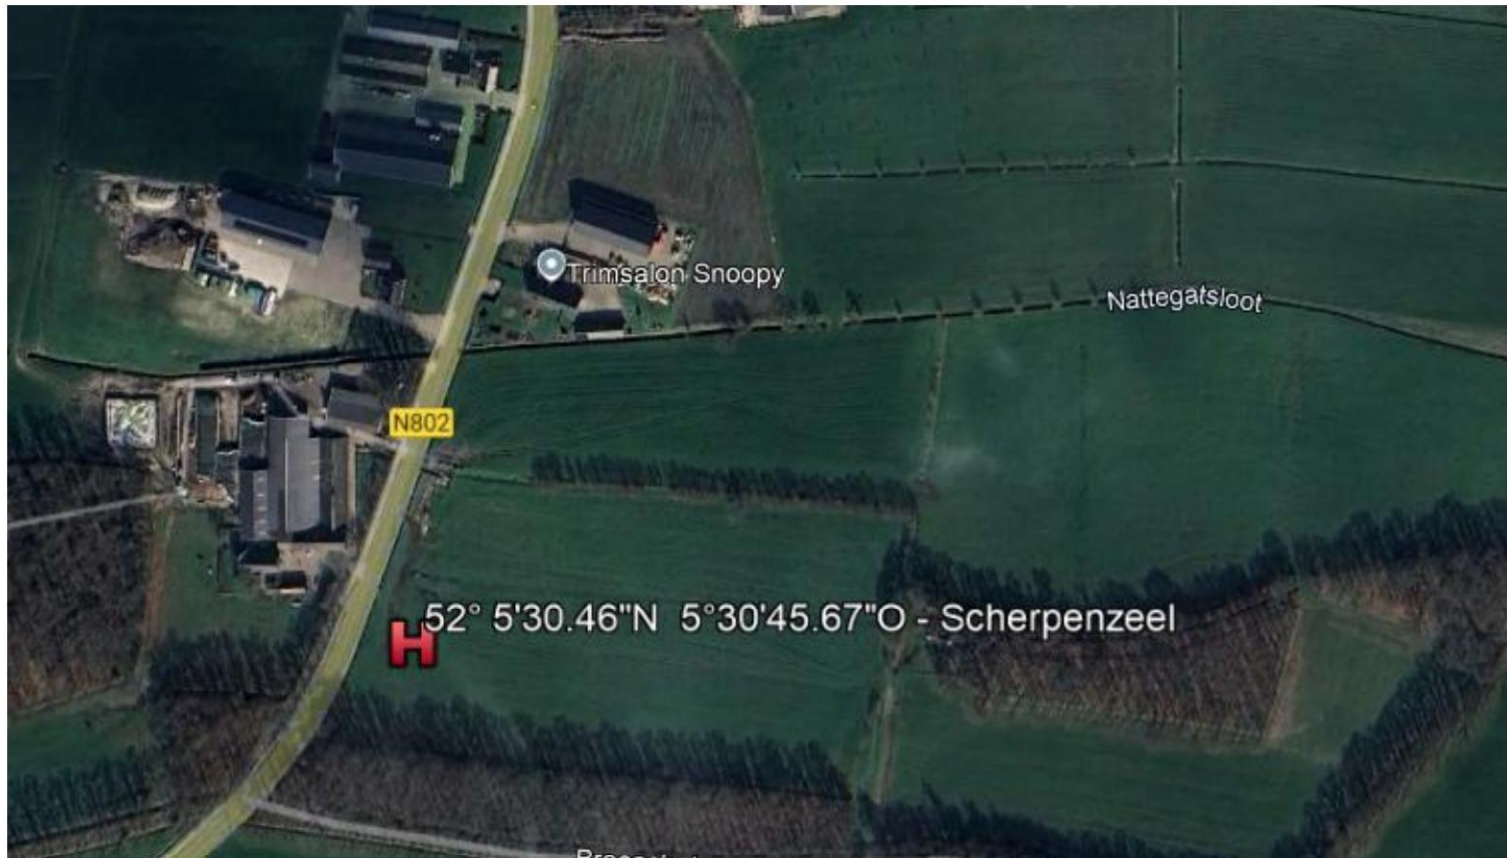 Trimsalon Snoopy
Nattegatsloot
N802
H
52° 5'30.46"N 5°30'45.67"O - Scherpenzeel